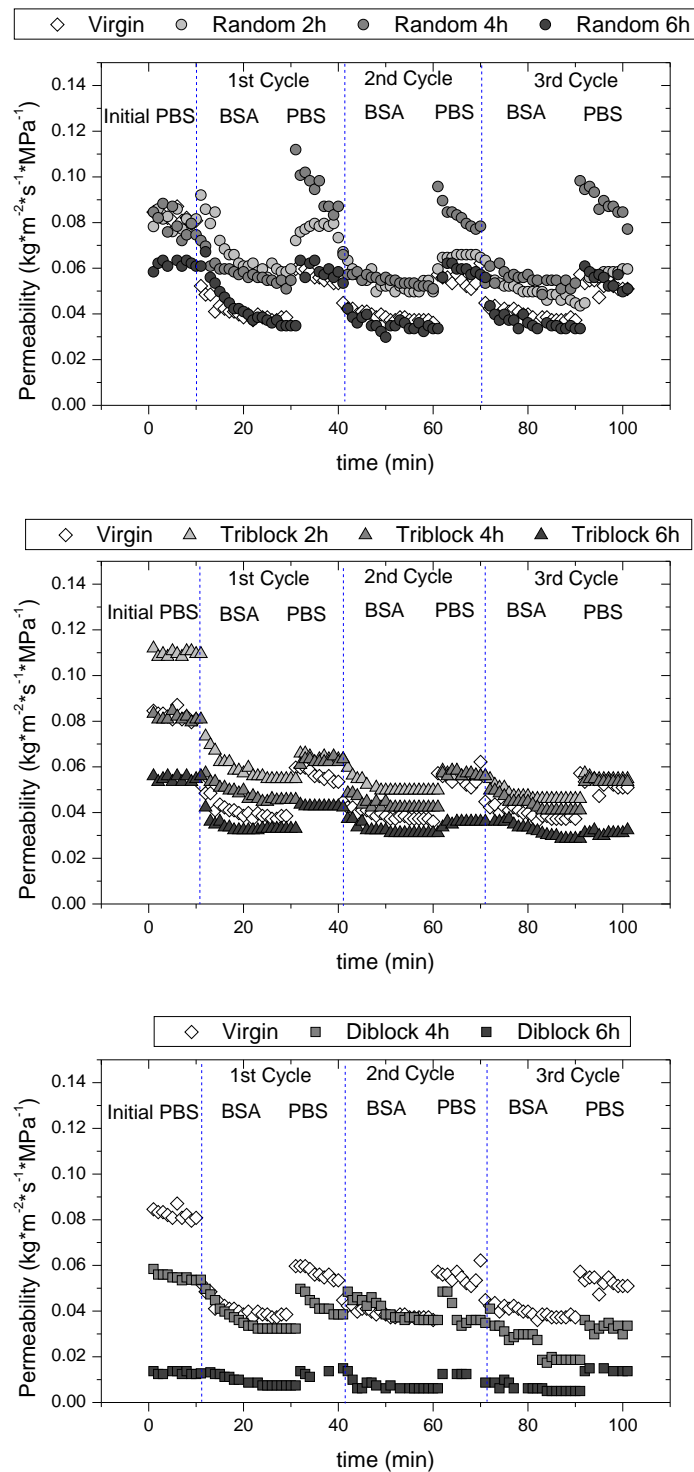 Virgin Random 2h Random 4h Random 6h
0.14
1st Cycle 2nd Cycle 3rd Cycle
0.12
Initial PBS BSA PBS BSA PBS BSA PBS
0.10
0.08
0.06
0.04
0.02
0.00
0 20 40 60 80 100
Permeability (kg*m⁻²*s⁻¹*MPa⁻¹)
time (min)
Virgin Triblock 2h Triblock 4h Triblock 6h
0.14
1st Cycle 2nd Cycle 3rd Cycle
Initial PBS BSA PBS BSA PBS BSA PBS
0.12
0.10
0.08
0.06
0.04
0.02
0.00
0 20 40 60 80 100
Permeability (kg*m⁻²*s⁻¹*MPa⁻¹)
time (min)
Virgin Diblock 4h Diblock 6h
0.14
1st Cycle 2nd Cycle 3rd Cycle
Initial PBS BSA PBS BSA PBS BSA PBS
0.12
0.10
0.08
0.06
0.04
0.02
0.00
0 20 40 60 80 100
Permeability (kg*m⁻²*s⁻¹*MPa⁻¹)
time (min)